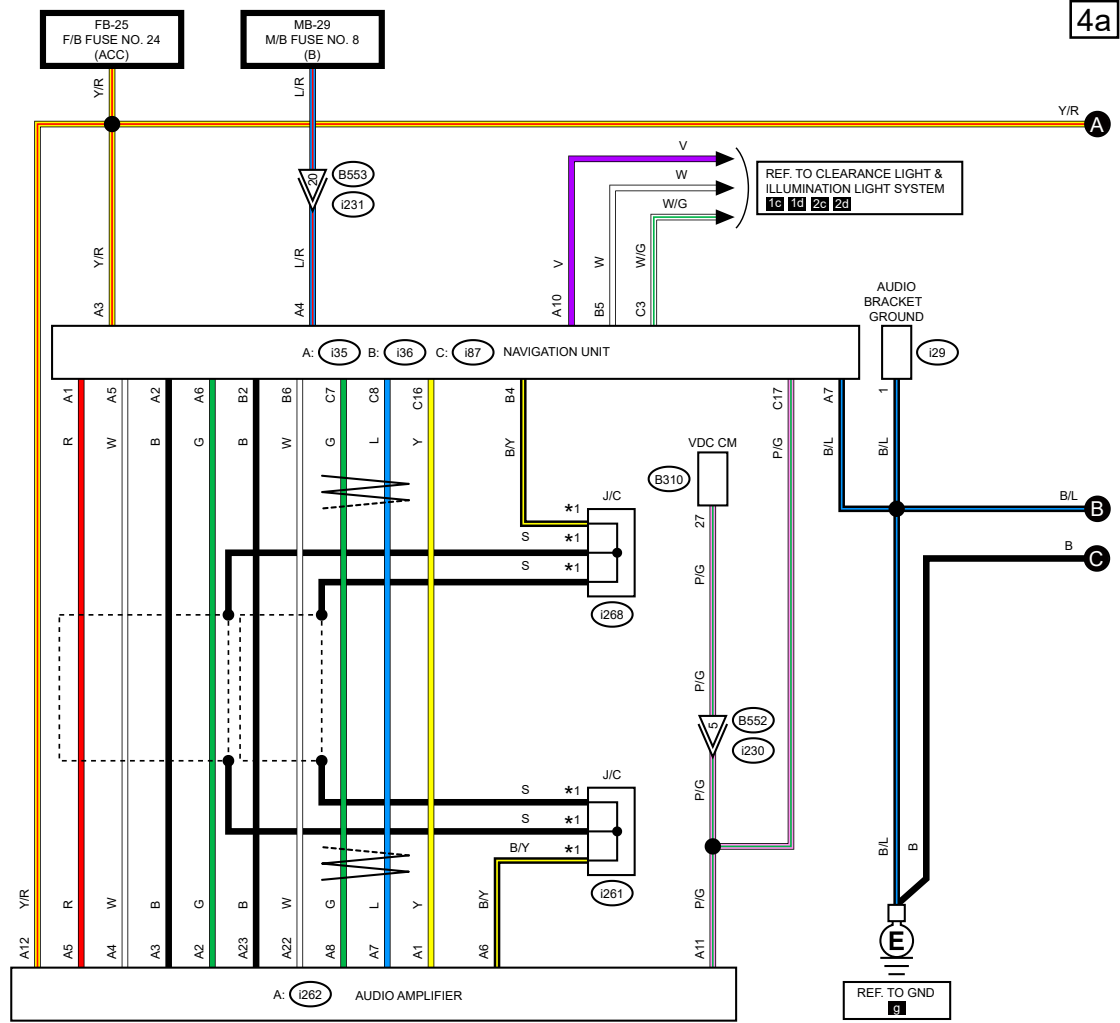 4a
FB-25
F/B FUSE NO. 24
(ACC)
MB-29
M/B FUSE NO. 8
(B)
Y/R
L/R
Y/R
A
20
B553
i231
V
W
W/G
REF. TO CLEARANCE LIGHT &
ILLUMINATION LIGHT SYSTEM
1c 1d 2c 2d
Y/R
L/R
V
W
W/G
A3
A4
A10
B5
C3
AUDIO
BRACKET
GROUND
A: i35 B: i36 C: i87 NAVIGATION UNIT
i29
A1
A5
A2
A6
B2
B6
C7
C8
C16
B4
C17
A7
1
R
W
B
G
B
W
G
L
Y
B/Y
P/G
B/L
B/L
VDC CM
B310
27
J/C
*1
S *1
S *1
i268
B/L
B
B
C
P/G
P/G
5
B552
i230
P/G
J/C
S *1
S *1
B/Y *1
i261
B/L
B
Y/R
R
W
B
G
B
W
G
L
Y
B/Y
P/G
A12
A5
A4
A3
A2
A23
A22
A8
A7
A1
A6
A11
E
A: i262 AUDIO AMPLIFIER
REF. TO GND
g